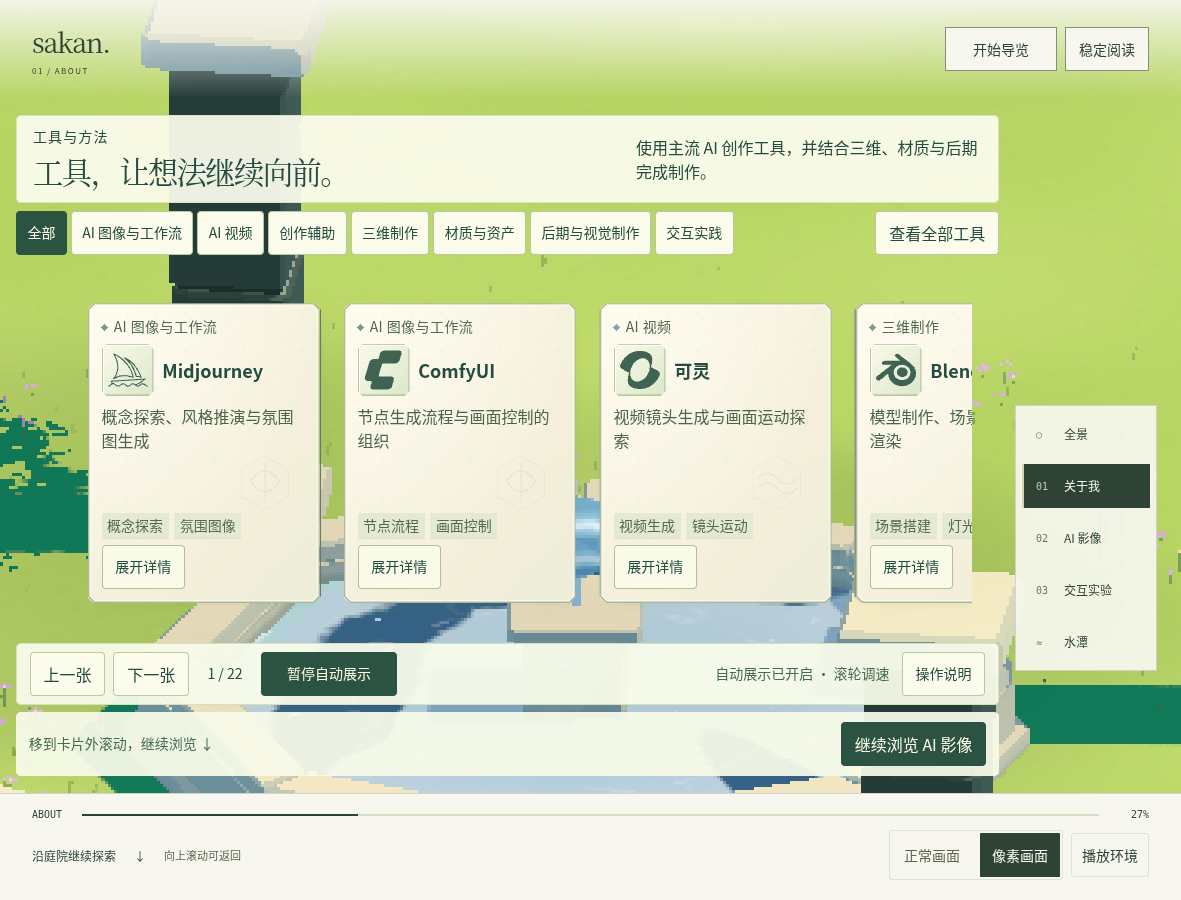 sakan.
01 / ABOUT
开始导览
稳定阅读
工具与方法
工具，让想法继续向前。
使用主流 AI 创作工具，并结合三维、材质与后期
完成制作。
全部
AI 图像与工作流
AI 视频
创作辅助
三维制作
材质与资产
后期与视觉制作
交互实践
查看全部工具
AI 图像与工作流
Midjourney
概念探索、风格推演与氛围
图生成
概念探索
氛围图像
展开详情
AI 图像与工作流
ComfyUI
节点生成流程与画面控制的
组织
节点流程
画面控制
展开详情
AI 视频
可灵
视频镜头生成与画面运动探
索
视频生成
镜头运动
展开详情
三维制作
Blen
模型制作、场景
渲染
场景搭建
灯光
展开详情
全景
01 关于我
02 AI 影像
03 交互实验
≈ 水潭
上一张
下一张
1 / 22
暂停自动展示
自动展示已开启 · 滚轮调速
操作说明
移到卡片外滚动，继续浏览 ↓
继续浏览 AI 影像
ABOUT
27%
沿庭院继续探索 ↓ 向上滚动可返回
正常画面
像素画面
播放环境